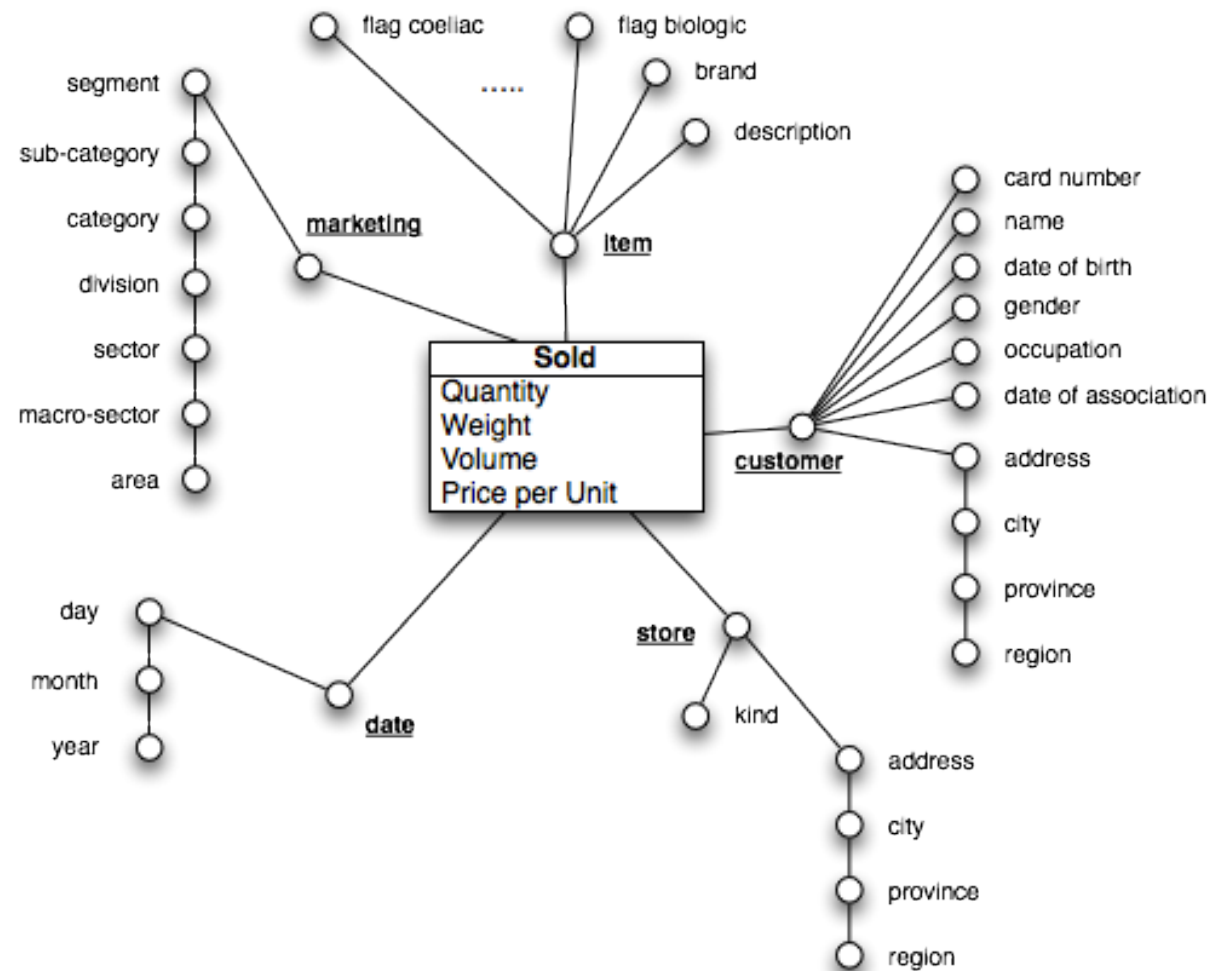 flag coeliac
flag biologic
.....
brand
description
segment
sub-category
category
division
sector
macro-sector
area
marketing
item
card number
name
date of birth
gender
occupation
date of association
customer
address
city
province
region
Sold
Quantity
Weight
Volume
Price per Unit
day
month
year
date
store
kind
address
city
province
region